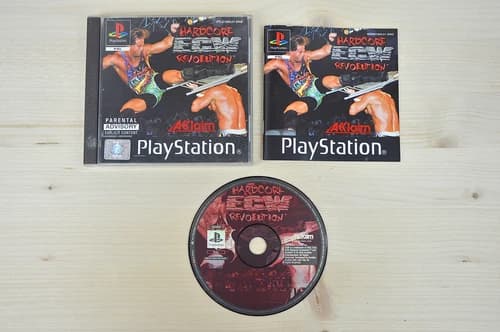 HARDCORE
ECW
REVOLUTION
PARENTAL
ADVISORY
EXPLICIT CONTENT
Acclaim
PlayStation
HARDCORE
ECW
REVOLUTION
Acclaim
PlayStation
HARDCORE
ECW
REVOLUTION